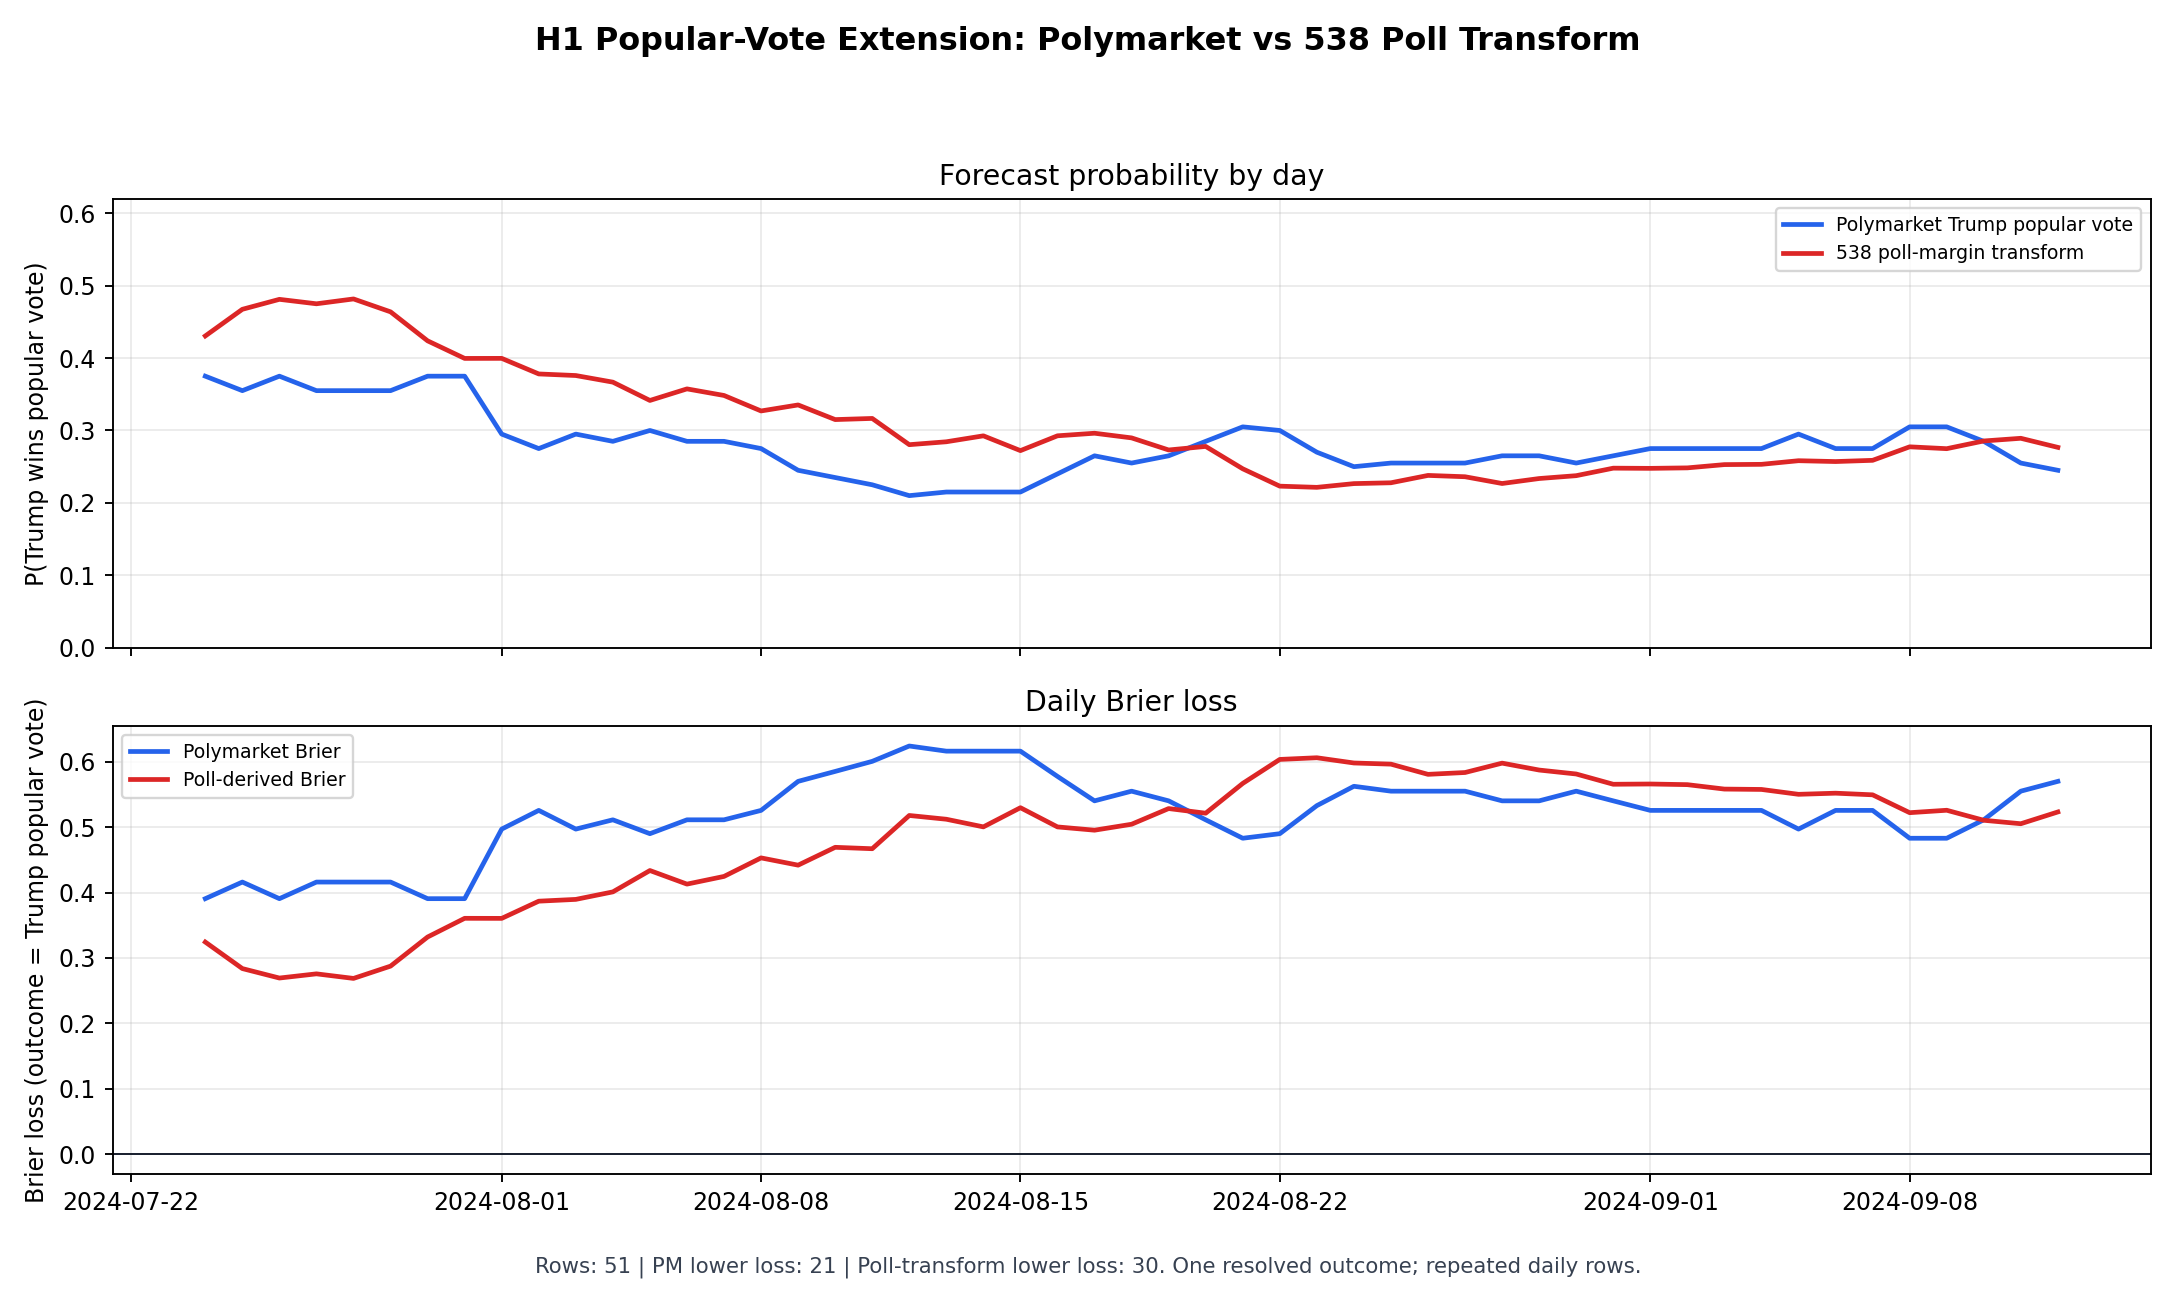 H1 Popular-Vote Extension: Polymarket vs 538 Poll Transform
Forecast probability by day
P(Trump wins popular vote)
0.6
0.5
0.4
0.3
0.2
0.1
0.0
Polymarket Trump popular vote
538 poll-margin transform
Daily Brier loss
Brier loss (outcome = Trump popular vote)
0.6
0.5
0.4
0.3
0.2
0.1
0.0
Polymarket Brier
Poll-derived Brier
2024-07-22
2024-08-01
2024-08-08
2024-08-15
2024-08-22
2024-09-01
2024-09-08
Rows: 51 | PM lower loss: 21 | Poll-transform lower loss: 30. One resolved outcome; repeated daily rows.